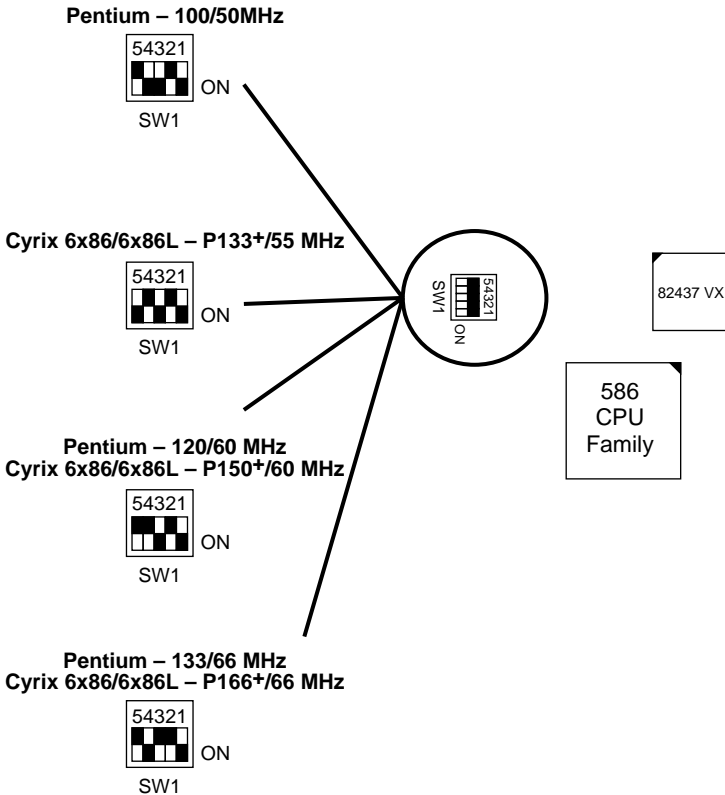 Pentium – 100/50MHz
54321
ON
SW1
Cyrix 6x86/6x86L – P133+/55 MHz
54321
ON
SW1
54321
SW1
ON
82437 VX
586
CPU
Family
Pentium – 120/60 MHz
Cyrix 6x86/6x86L – P150+/60 MHz
54321
ON
SW1
Pentium – 133/66 MHz
Cyrix 6x86/6x86L – P166+/66 MHz
54321
ON
SW1